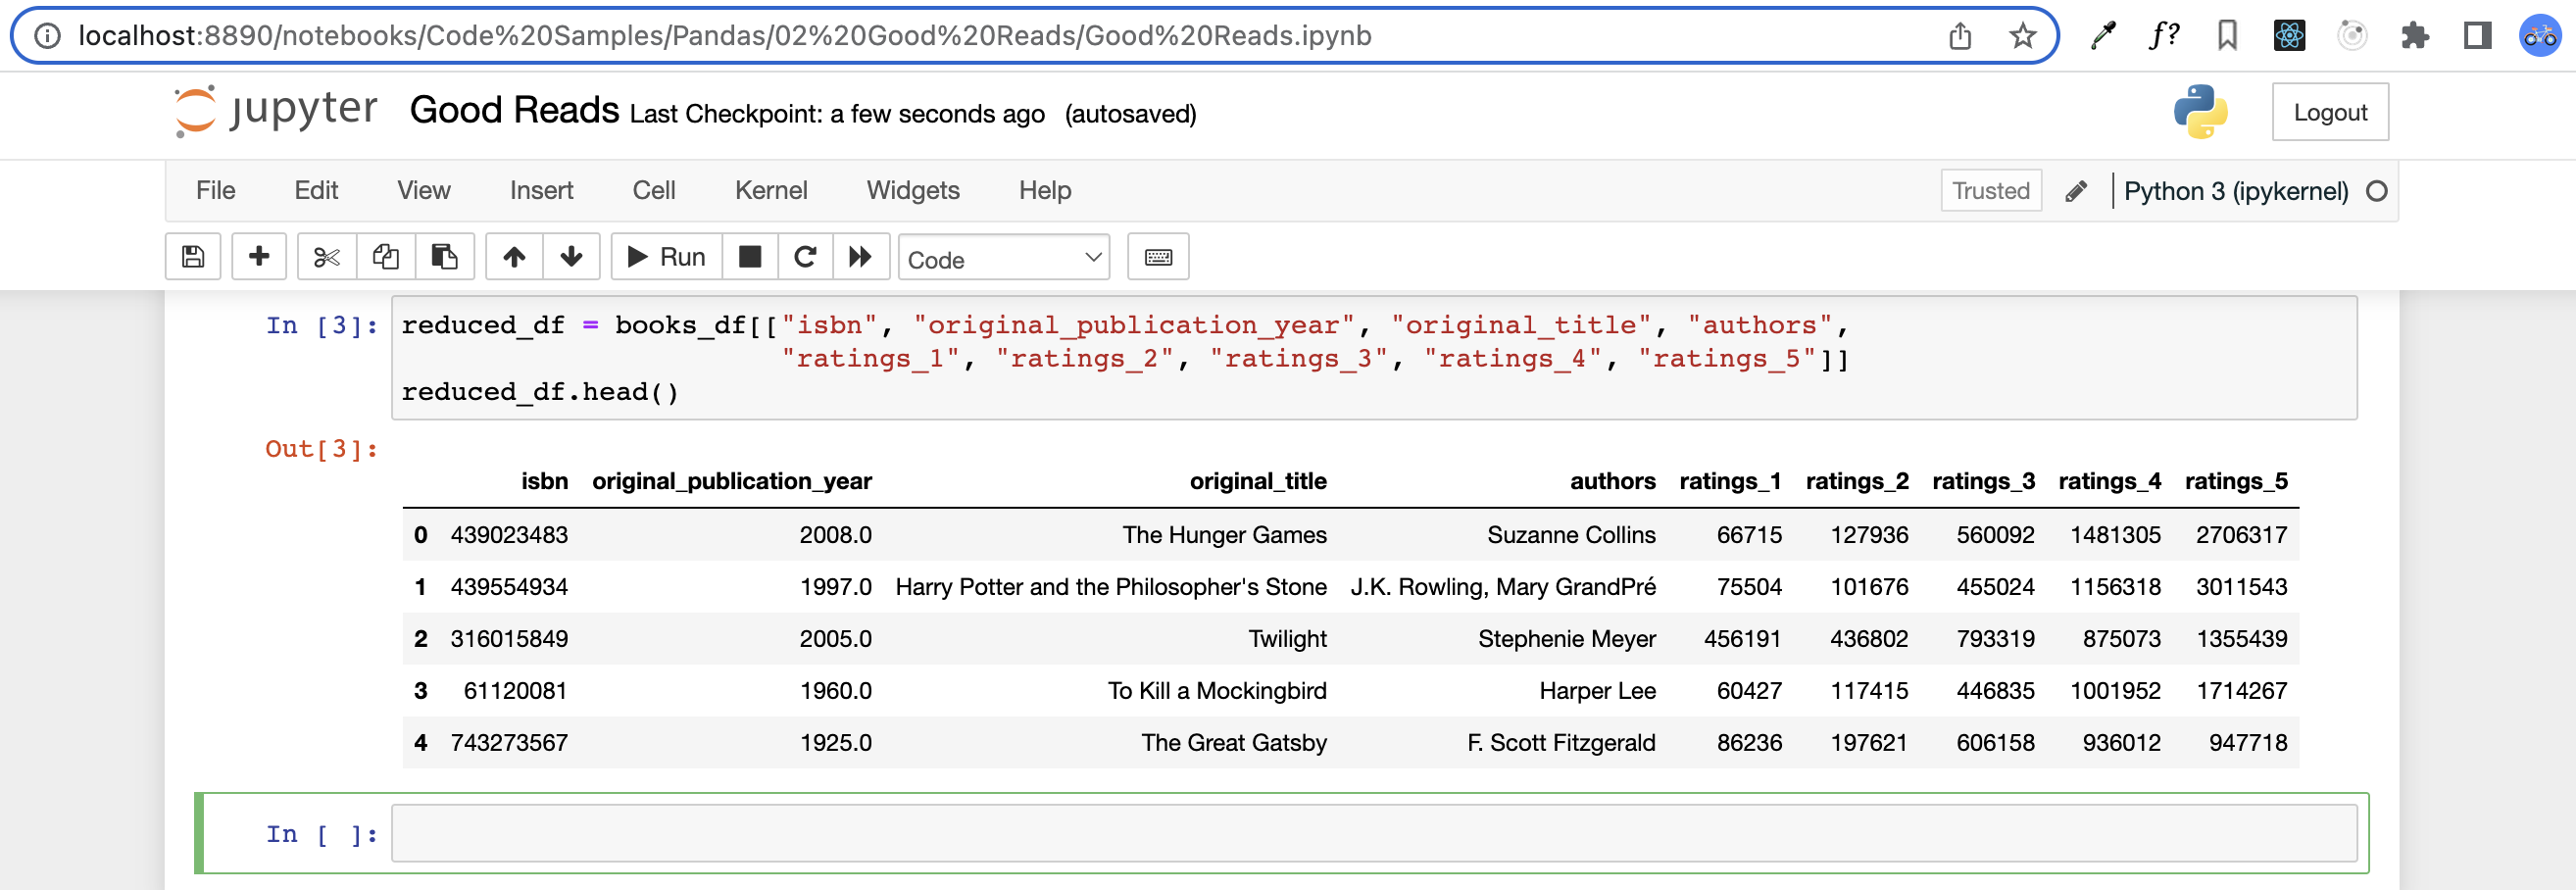 localhost:8890/notebooks/Code%20Samples/Pandas/02%20Good%20Reads/Good%20Reads.ipynb f?
jupyter Good Reads Last Checkpoint: a few seconds ago (autosaved) Logout
File Edit View Insert Cell Kernel Widgets Help Trusted Python 3 (ipykernel)
Run Code
In [3]: reduced_df = books_df[["isbn", "original_publication_year", "original_title", "authors",
"ratings_1", "ratings_2", "ratings_3", "ratings_4", "ratings_5"]]
reduced_df.head()
Out[3]:
isbn original_publication_year original_title authors ratings_1 ratings_2 ratings_3 ratings_4 ratings_5
0 439023483 2008.0 The Hunger Games Suzanne Collins 66715 127936 560092 1481305 2706317
1 439554934 1997.0 Harry Potter and the Philosopher's Stone J.K. Rowling, Mary GrandPré 75504 101676 455024 1156318 3011543
2 316015849 2005.0 Twilight Stephenie Meyer 456191 436802 793319 875073 1355439
3 61120081 1960.0 To Kill a Mockingbird Harper Lee 60427 117415 446835 1001952 1714267
4 743273567 1925.0 The Great Gatsby F. Scott Fitzgerald 86236 197621 606158 936012 947718
In [ ]: